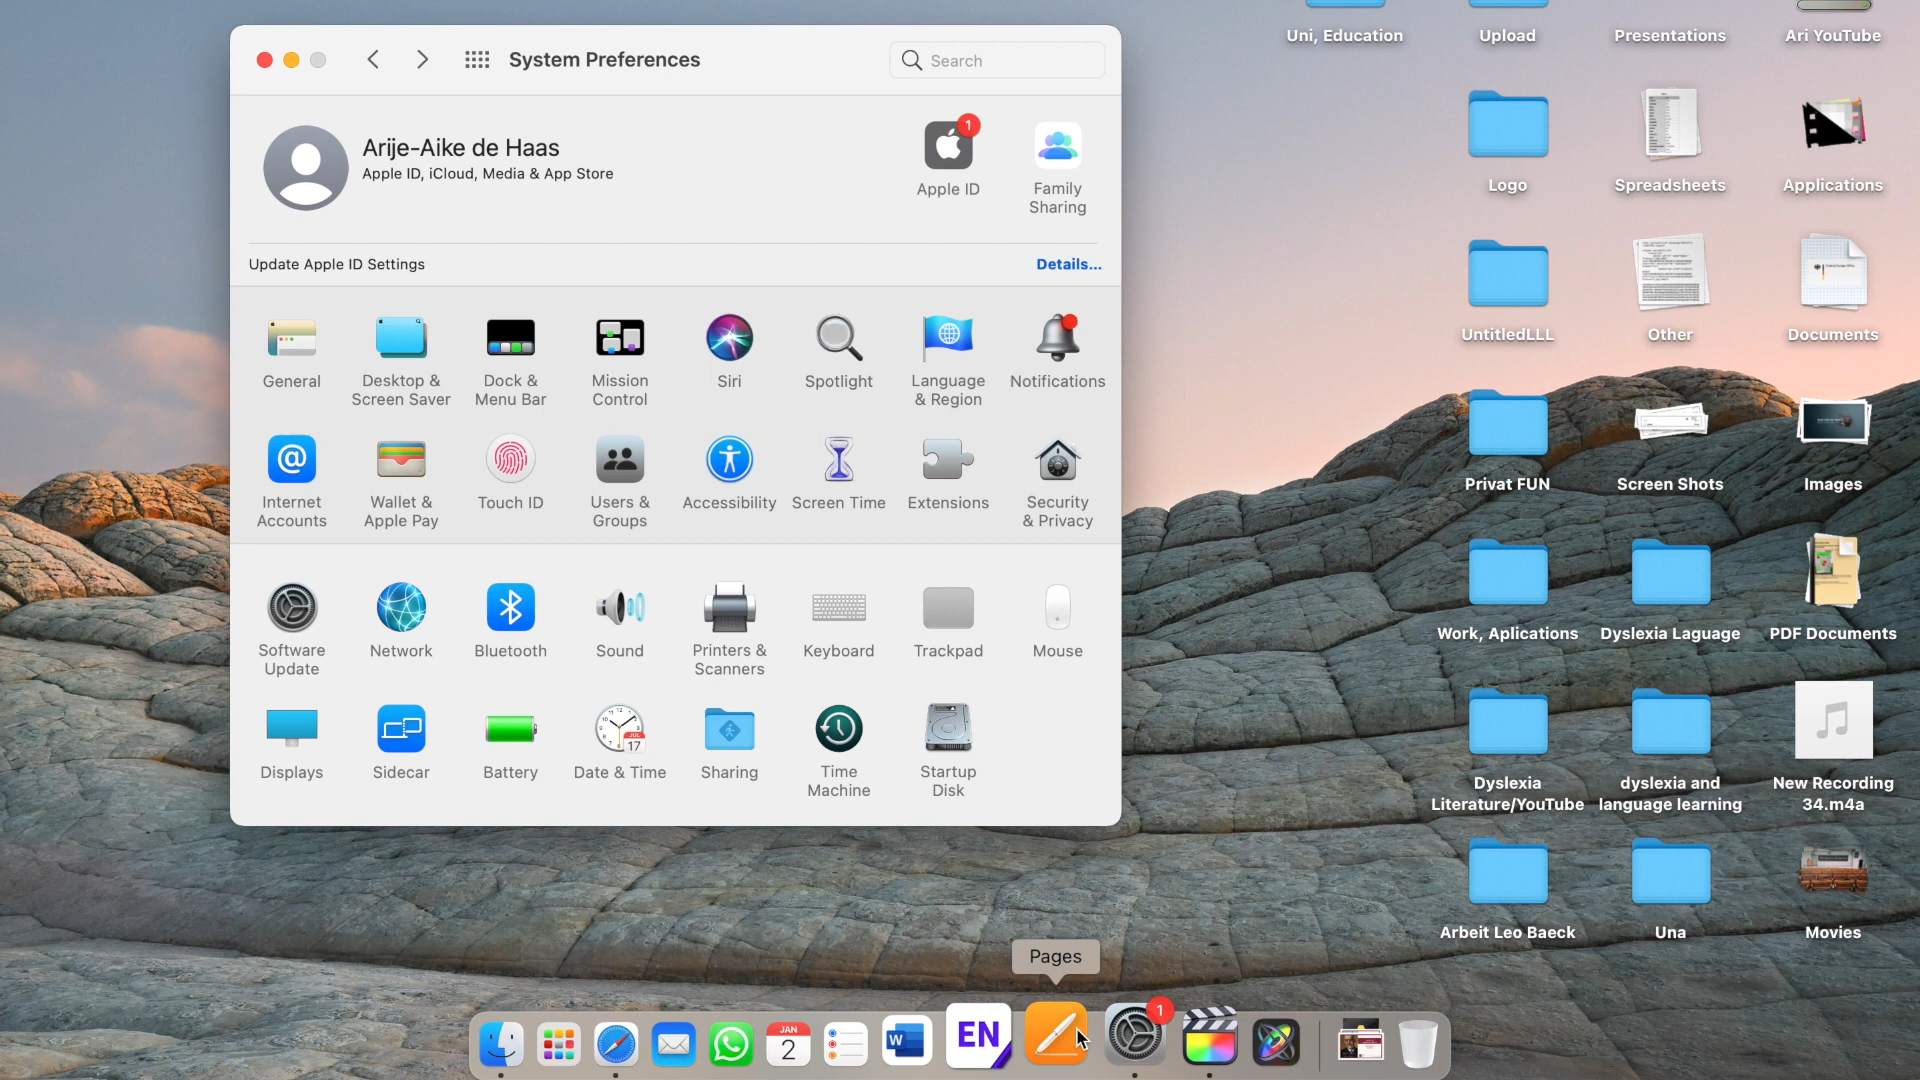 System Preferences
Search
Arije-Aike de Haas
Apple ID, iCloud, Media & App Store
1
Apple ID
Family
Sharing
Update Apple ID Settings
Details...
General
Desktop &
Screen Saver
Dock &
Menu Bar
Mission
Control
Siri
Spotlight
Language
& Region
Notifications
Internet
Accounts
Wallet &
Apple Pay
Touch ID
Users &
Groups
Accessibility
Screen Time
Extensions
Security
& Privacy
Software
Update
Network
Bluetooth
Sound
Printers &
Scanners
Keyboard
Trackpad
Mouse
Displays
Sidecar
Battery
JUL
17
Date & Time
Sharing
Time
Machine
Startup
Disk
Uni, Education
Upload
Presentations
Ari YouTube
Logo
Spreadsheets
Applications
UntitledLLL
Other
Documents
Privat FUN
Screen Shots
Images
Work, Aplications
Dyslexia Laguage
PDF Documents
Dyslexia
Literature/YouTube
dyslexia and
language learning
New Recording
34.m4a
Arbeit Leo Baeck
Una
Movies
Pages
JAN
2
W
EN
1